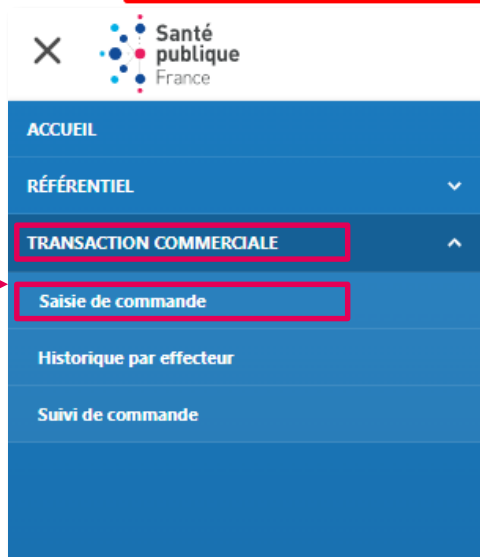 Santé
publique
France
ACCUEIL
RÉFÉRENTIEL
TRANSACTION COMMERCIALE
Saisie de commande
Historique par effecteur
Suivi de commande